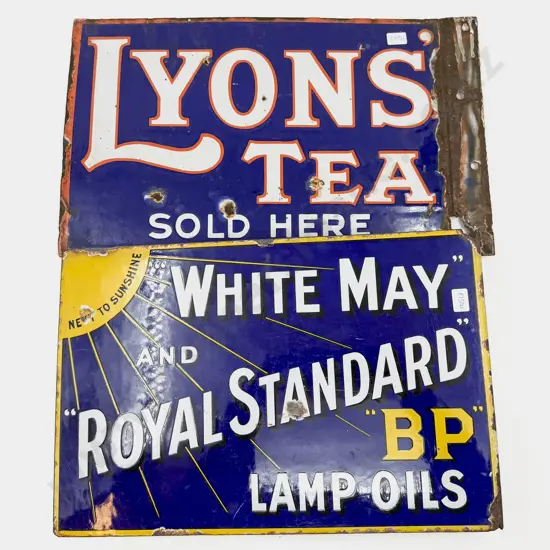 LYONS'
TEA
SOLD HERE
NEXT TO SUNSHINE
"WHITE MAY"
AND
"ROYAL STANDARD"
"BP"
LAMP-OILS